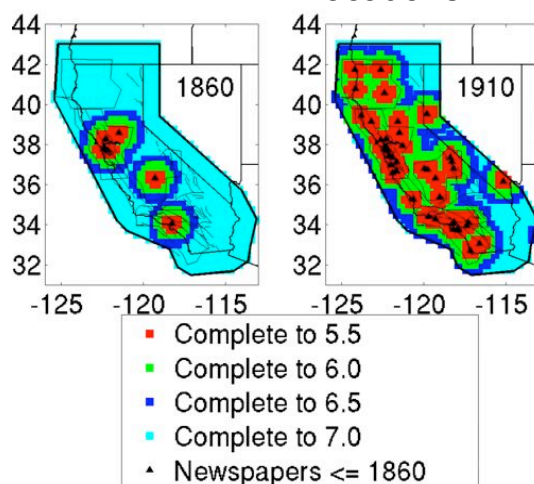 44
42
40
38
36
34
32
1860
-125 -120 -115
44
42
40
38
36
34
32
1910
-125 -120 -115
Complete to 5.5
Complete to 6.0
Complete to 6.5
Complete to 7.0
Newspapers <= 1860